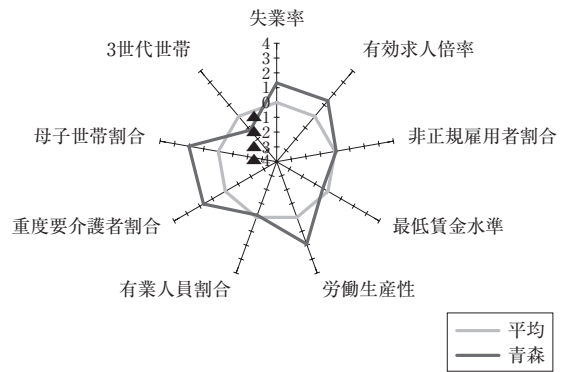 失業率
3世代世帯
有効求人倍率
4
3
2
1
0
▲1
▲2
▲3
▲4
母子世帯割合
非正規雇用者割合
重度要介護者割合
最低賃金水準
有業人員割合
労働生産性
平均
青森